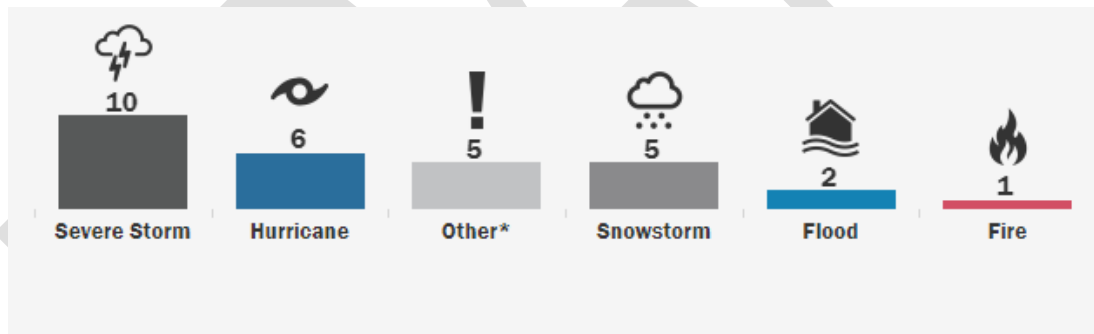 10
6
5
5
2
1
Severe Storm
Hurricane
Other*
Snowstorm
Flood
Fire